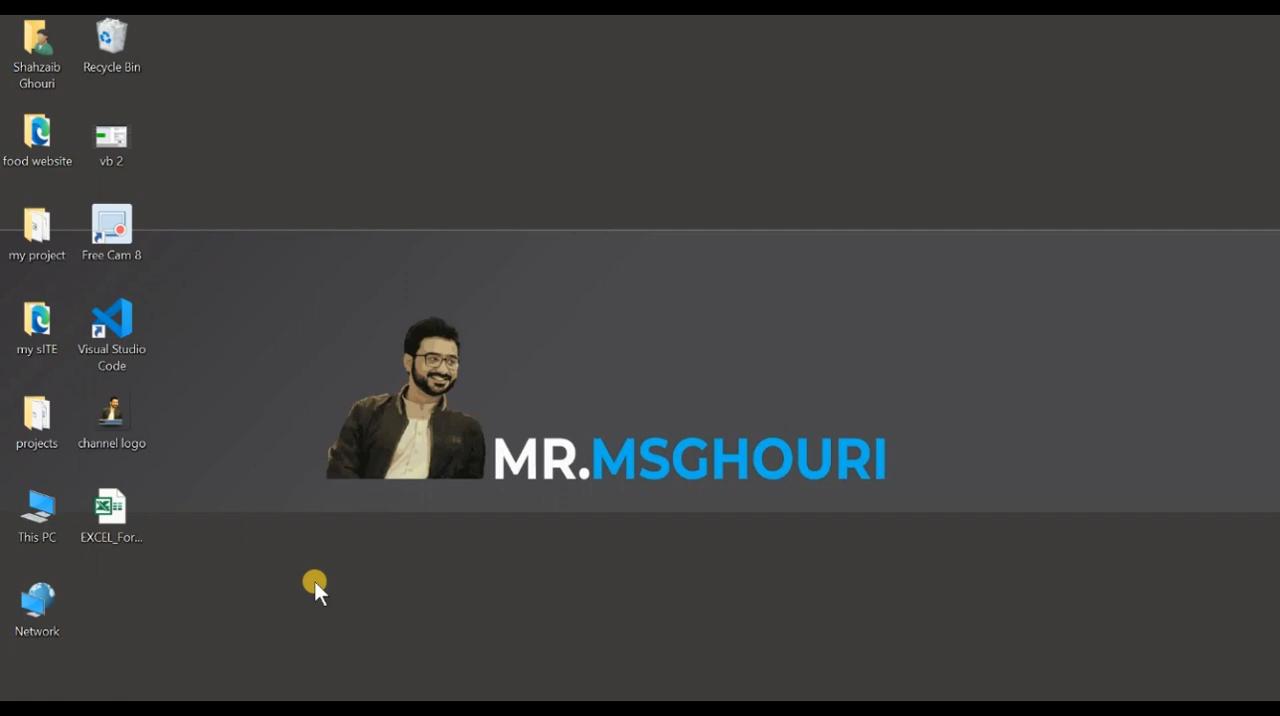 Shahzaib
Ghouri
Recycle Bin
food website
vb 2
my project
Free Cam 8
my sITE
Visual Studio
Code
projects
channel logo
This PC
EXCEL_For...
Network
MR.MSGHOURI